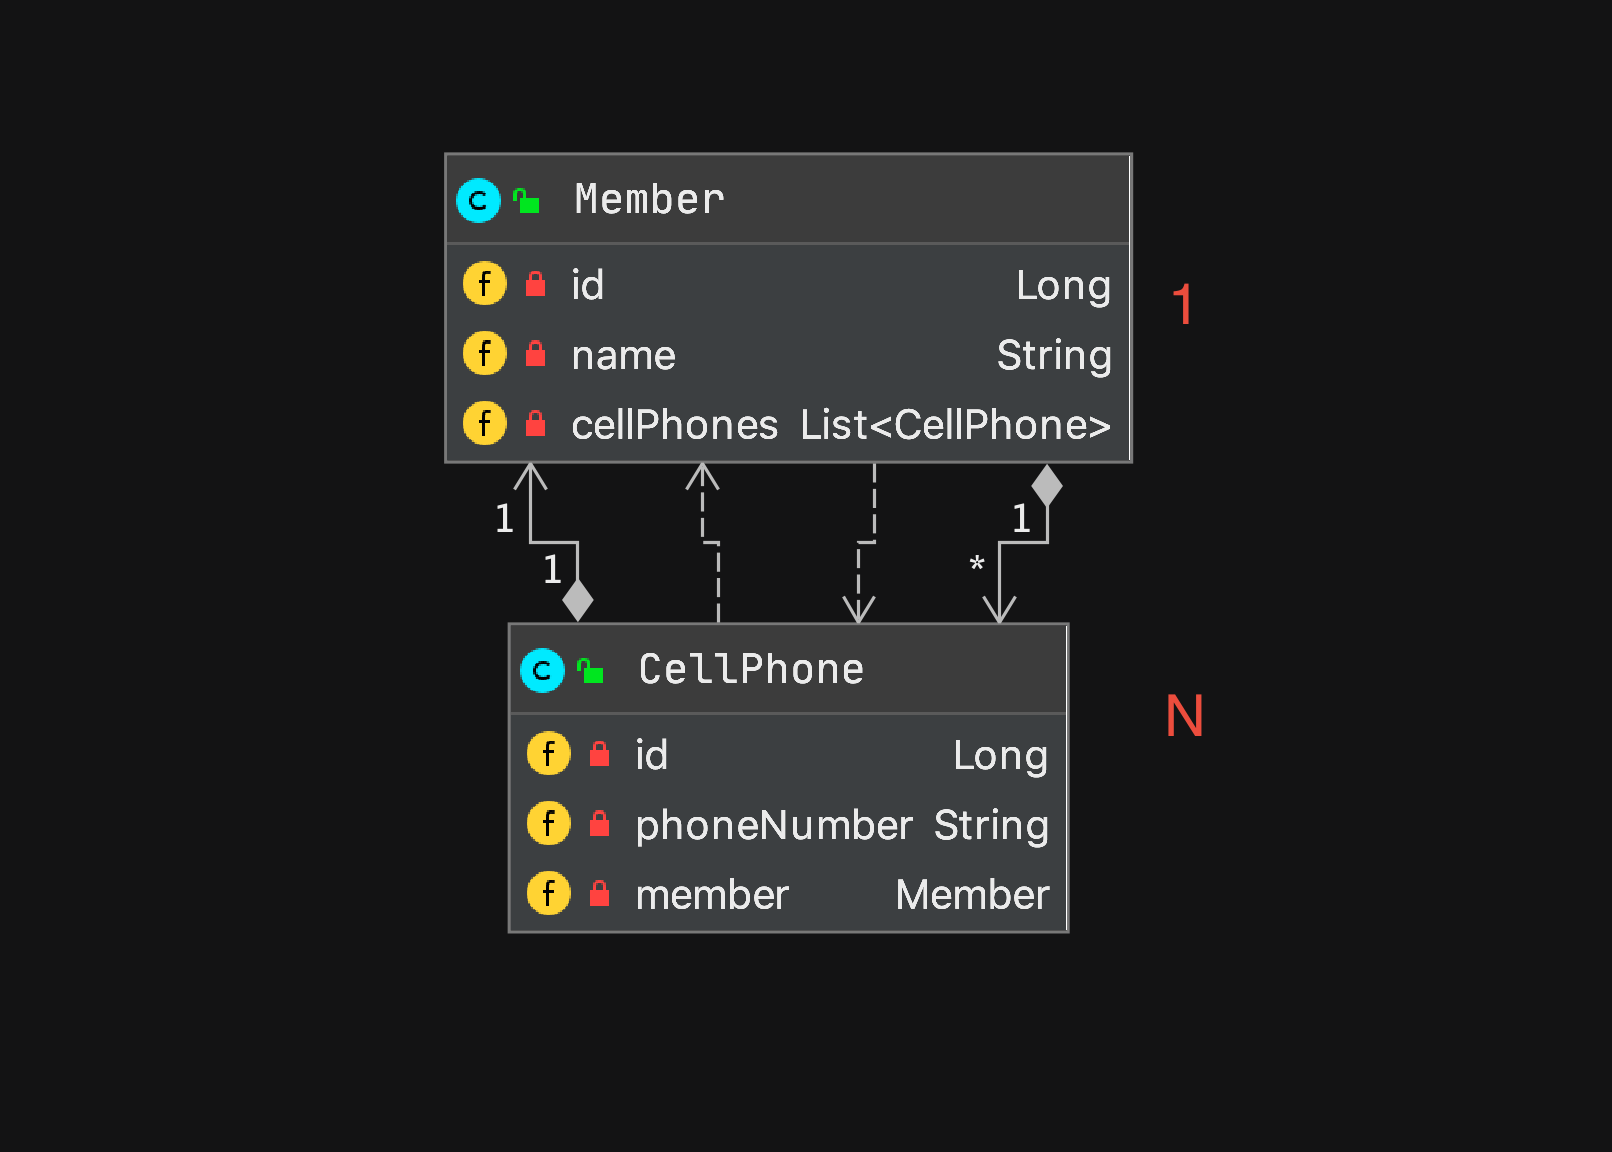 C Member
f id Long
1
f name String
f cellPhones List<CellPhone>
1 1
1 *
C CellPhone
f id Long
N
f phoneNumber String
f member Member